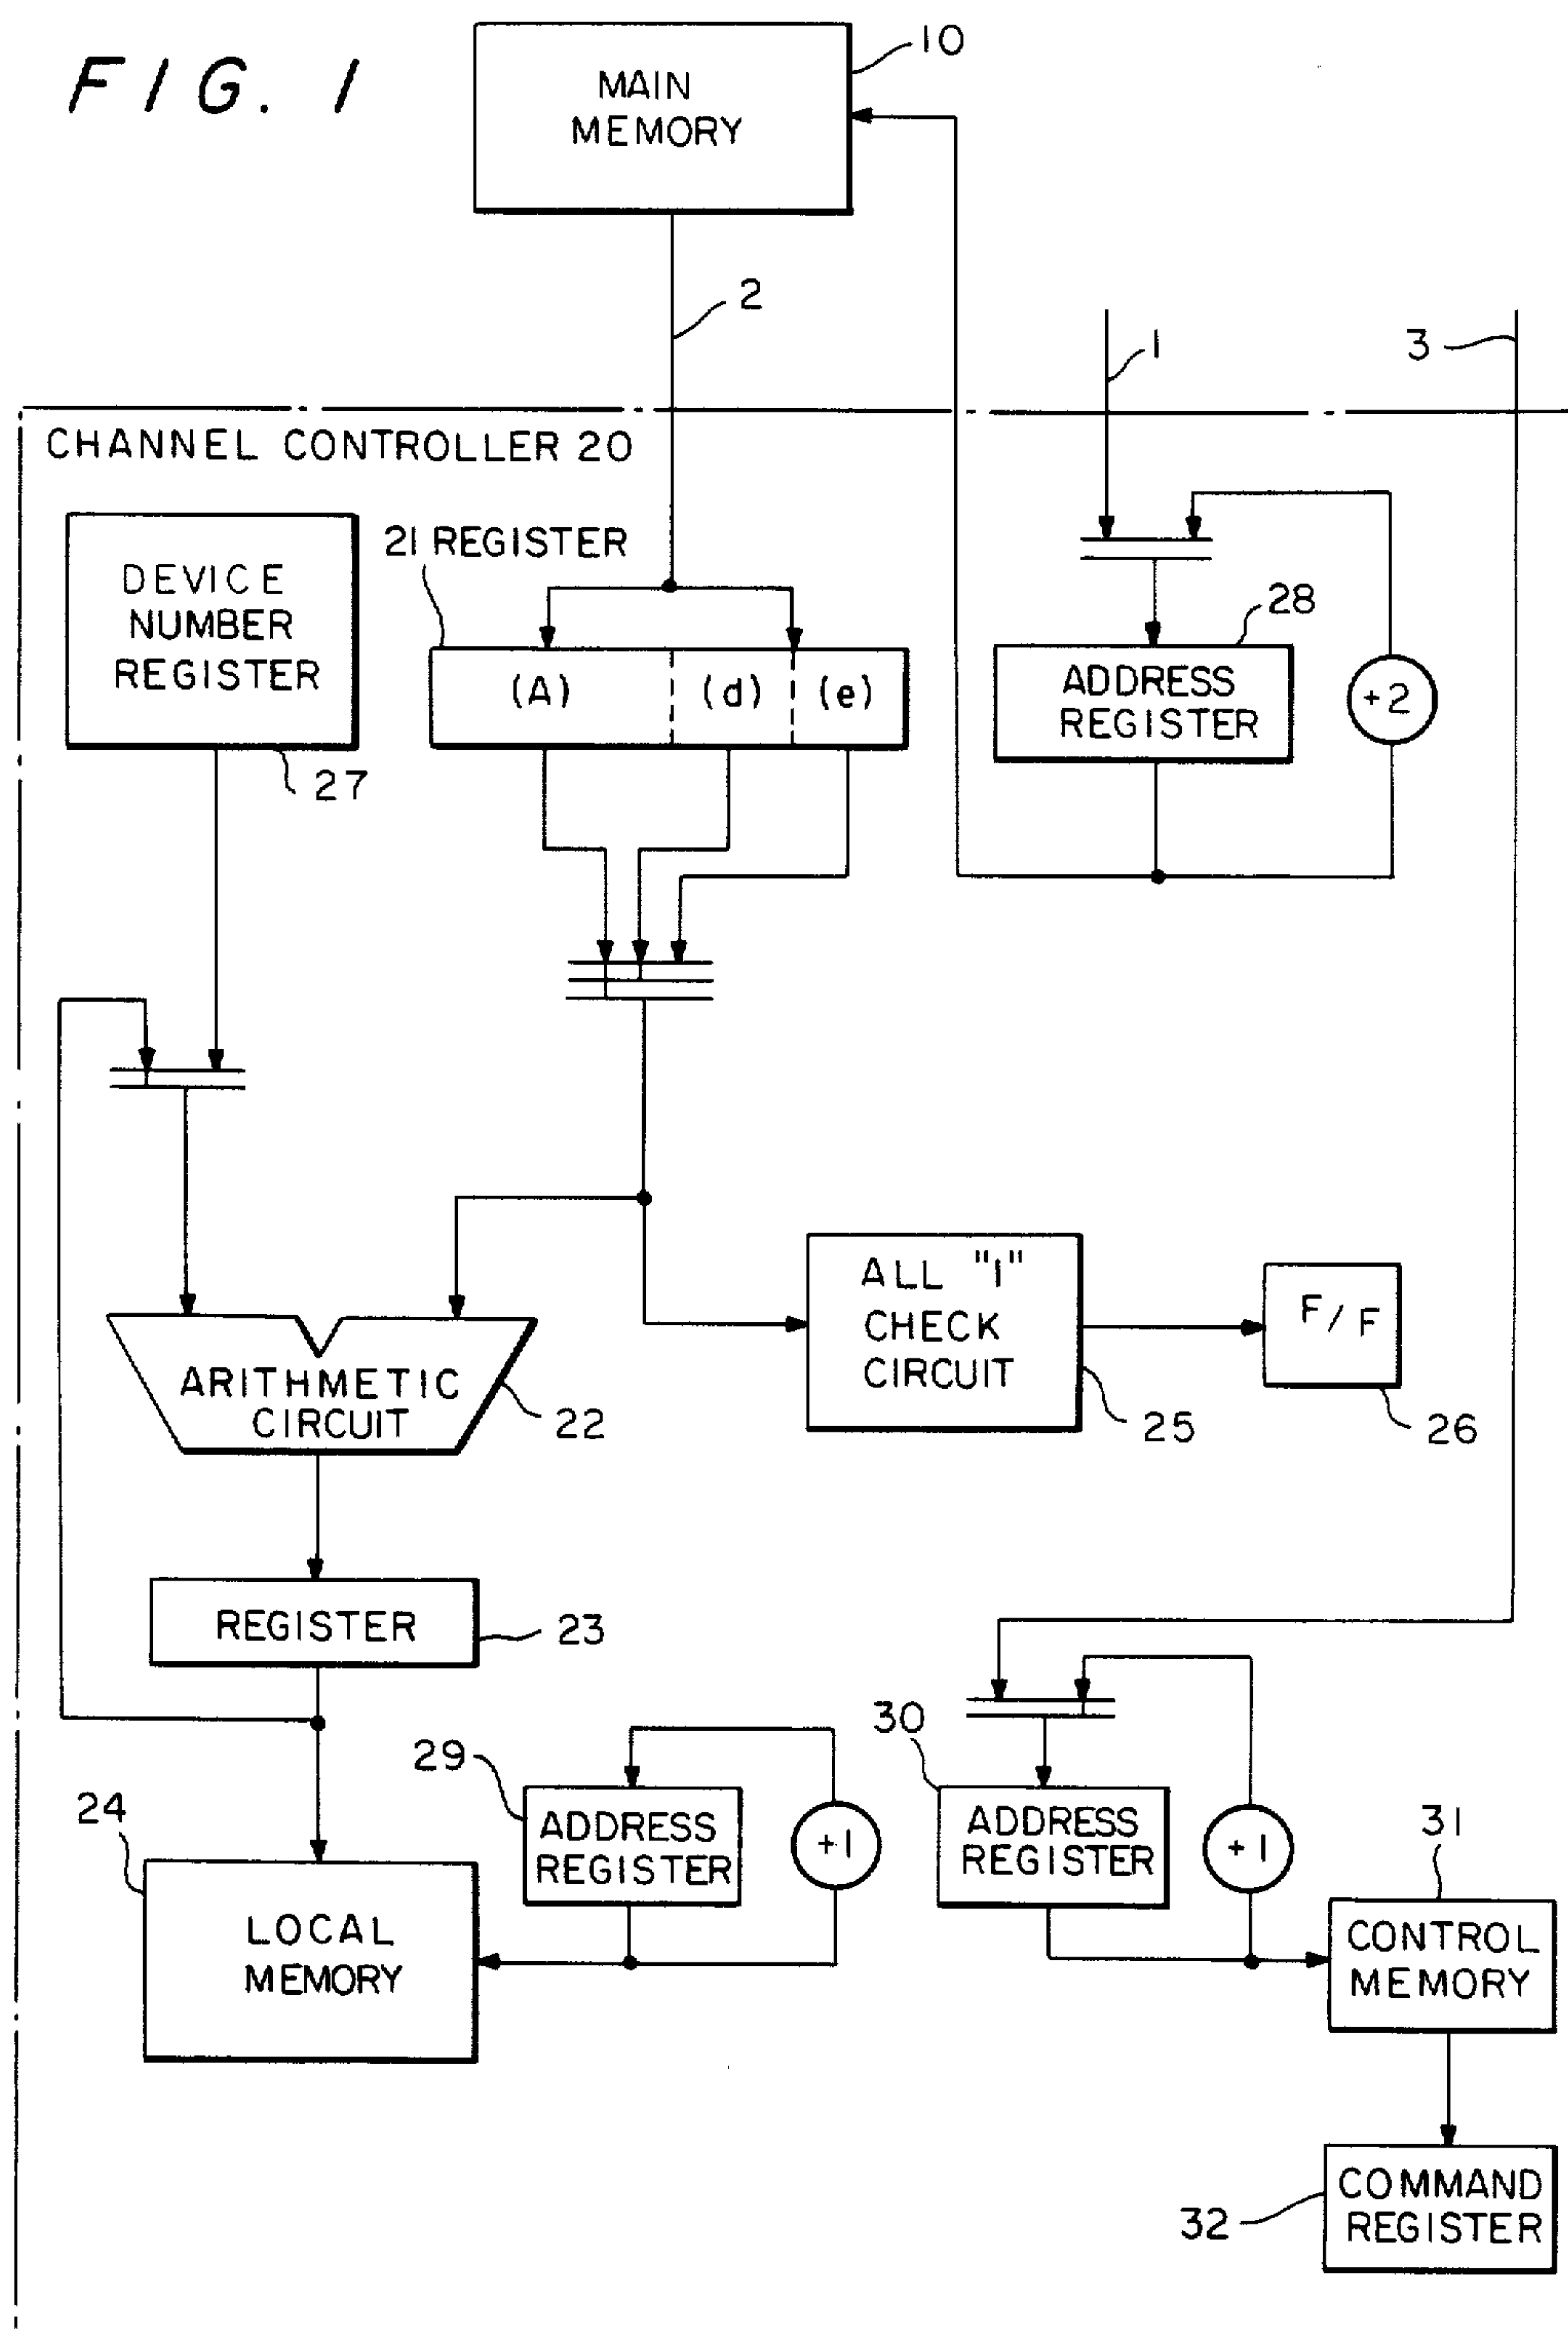 FIG. 1
MAIN
MEMORY
10
2
1
3
CHANNEL CONTROLLER 20
DEVICE
NUMBER
REGISTER
27
21 REGISTER
(A) (d) (e)
28
ADDRESS
REGISTER
+2
ARITHMETIC
CIRCUIT
22
ALL "1"
CHECK
CIRCUIT
25
F/F
26
REGISTER
23
24
LOCAL
MEMORY
29
ADDRESS
REGISTER
+1
30
ADDRESS
REGISTER
+1
31
CONTROL
MEMORY
32
COMMAND
REGISTER